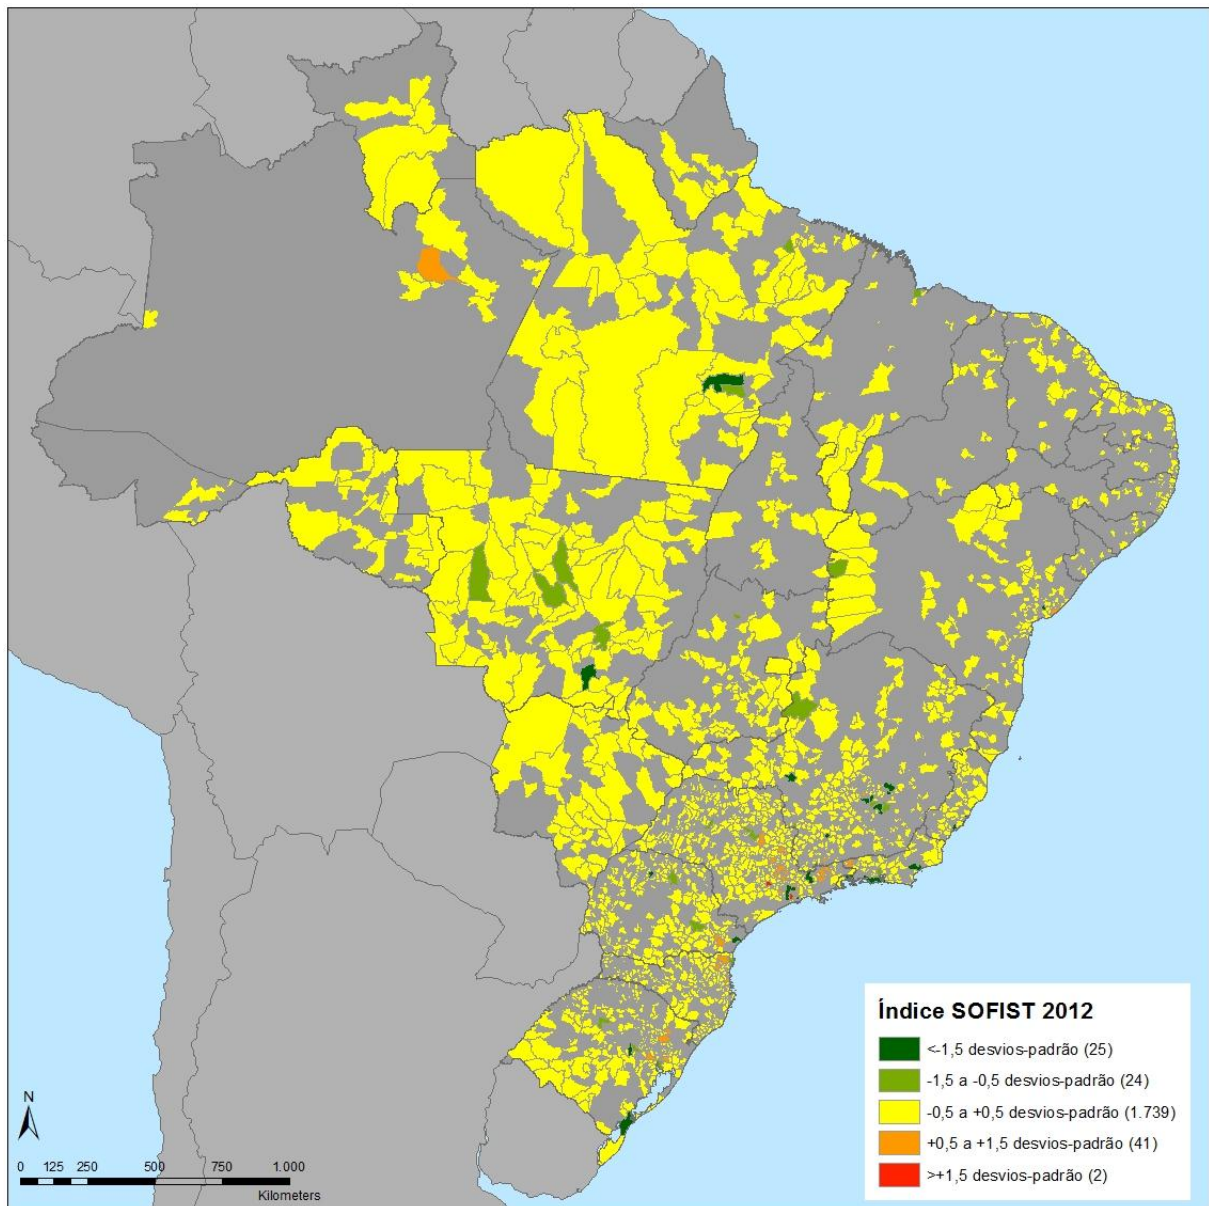 Índice SOFIST 2012
<-1,5 desvios-padrão (25)
-1,5 a -0,5 desvios-padrão (24)
-0,5 a +0,5 desvios-padrão (1.739)
+0,5 a +1,5 desvios-padrão (41)
>+1,5 desvios-padrão (2)
N
0 125 250 500 750 1.000
Kilometers